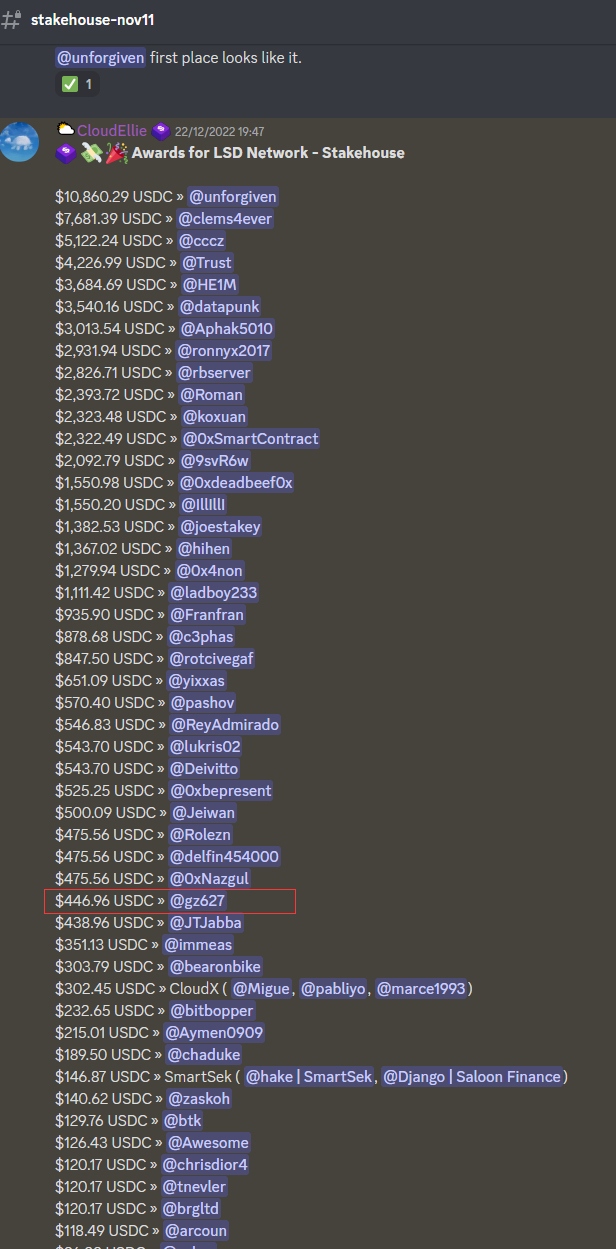 stakehouse-nov11
@unforgiven first place looks like it.
1
CloudEllie 22/12/2022 19:47
Awards for LSD Network - Stakehouse
$10,860.29 USDC » @unforgiven
$7,681.39 USDC » @clems4ever
$5,122.24 USDC » @cccz
$4,226.99 USDC » @Trust
$3,684.69 USDC » @HE1M
$3,540.16 USDC » @datapunk
$3,013.54 USDC » @Aphak5010
$2,931.94 USDC » @ronnyx2017
$2,826.71 USDC » @rbserver
$2,393.72 USDC » @Roman
$2,323.48 USDC » @koxuan
$2,322.49 USDC » @0xSmartContract
$2,092.79 USDC » @9svR6w
$1,550.98 USDC » @0xdeadbeef0x
$1,550.20 USDC » @IllIllI
$1,382.53 USDC » @joestakey
$1,367.02 USDC » @hihen
$1,279.94 USDC » @0x4non
$1,111.42 USDC » @ladboy233
$935.90 USDC » @Franfran
$878.68 USDC » @c3phas
$847.50 USDC » @rotcivegaf
$651.09 USDC » @yixxas
$570.40 USDC » @pashov
$546.83 USDC » @ReyAdmirado
$543.70 USDC » @lukris02
$543.70 USDC » @Deivitto
$525.25 USDC » @0xbepresent
$500.09 USDC » @Jeiwan
$475.56 USDC » @Rolezn
$475.56 USDC » @delfin454000
$475.56 USDC » @0xNazgul
$446.96 USDC » @gz627
$438.96 USDC » @JTJabba
$351.13 USDC » @immeas
$303.79 USDC » @bearonbike
$302.45 USDC » CloudX ( @Migue, @pabliyo, @marce1993)
$232.65 USDC » @bitbopper
$215.01 USDC » @Aymen0909
$189.50 USDC » @chaduke
$146.87 USDC » SmartSek ( @hake | SmartSek, @Django | Saloon Finance)
$140.62 USDC » @zaskoh
$129.76 USDC » @btk
$126.43 USDC » @Awesome
$120.17 USDC » @chrisdior4
$120.17 USDC » @tnevler
$120.17 USDC » @brgltd
$118.49 USDC » @arcoun